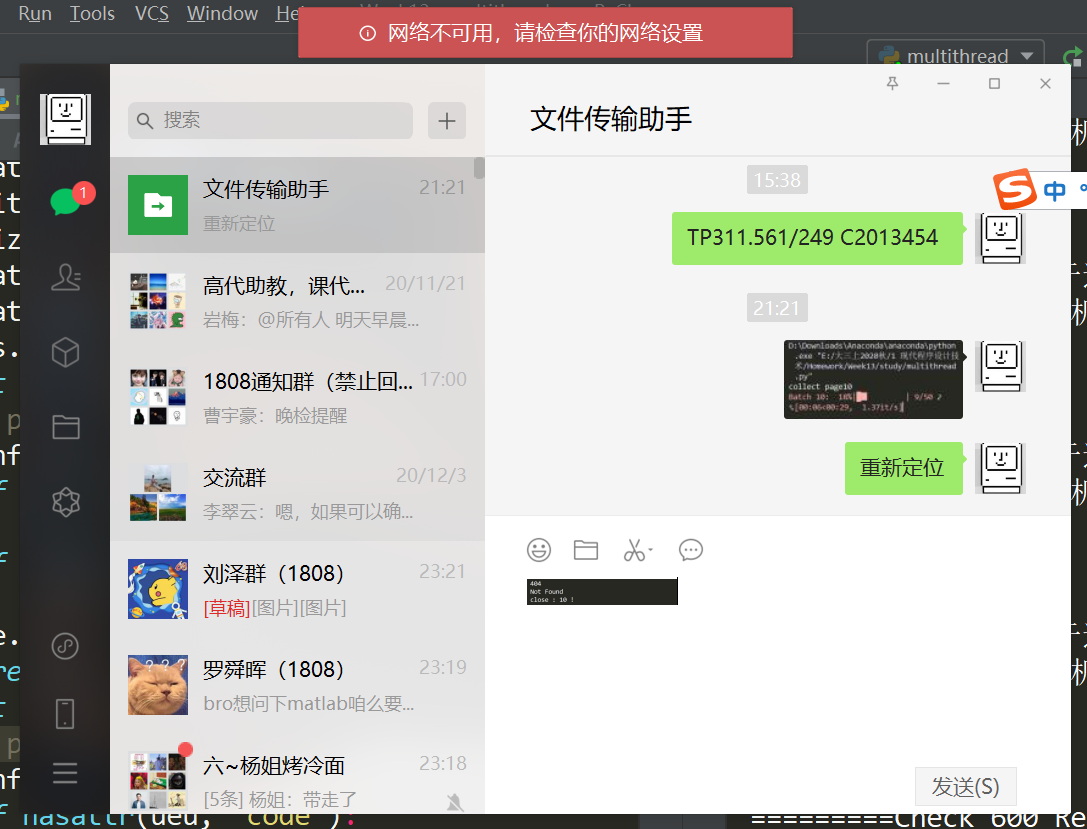 Run Tools VCS Window He
网络不可用，请检查你的网络设置
multithread
搜索
文件传输助手 21:21
重新定位
高代助教，课代... 20/11/21
岩梅：@所有人 明天早晨...
1808通知群（禁止回... 17:00
曹宇豪：晚检提醒
交流群 20/12/3
李翠云：嗯，如果可以确...
刘泽群（1808） 23:21
[草稿][图片][图片]
罗舜晖（1808） 23:19
bro想问下matlab咱么要...
六~杨姐烤冷面 23:18
[5条] 杨姐：带走了
1
文件传输助手
15:38
TP311.561/249 C2013454
中
21:21
D:\Downloads\Anaconda\anaconda\python
.exe "E:/大三上2020秋/1 现代程序设计技
术/Homework/Week13/study/multithread
.py"
collect page10
Batch 10: 18%| | 9/50
[00:06<00:29, 1.37it/s]
重新定位
404
Not Found
close : 10 !
发送(S)
hasattr(ued, "code"):
=========Check 600 Re